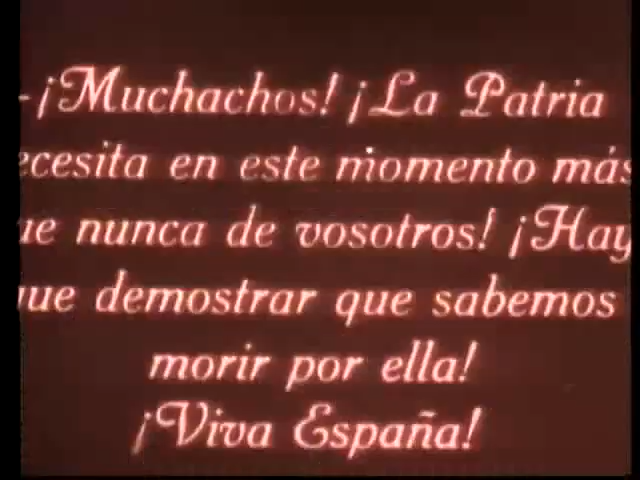 -¡Muchachos! ¡La Patria
ecesita en este momento más
ue nunca de vosotros! ¡Hay
ue demostrar que sabemos
morir por ella!
¡Viva España!